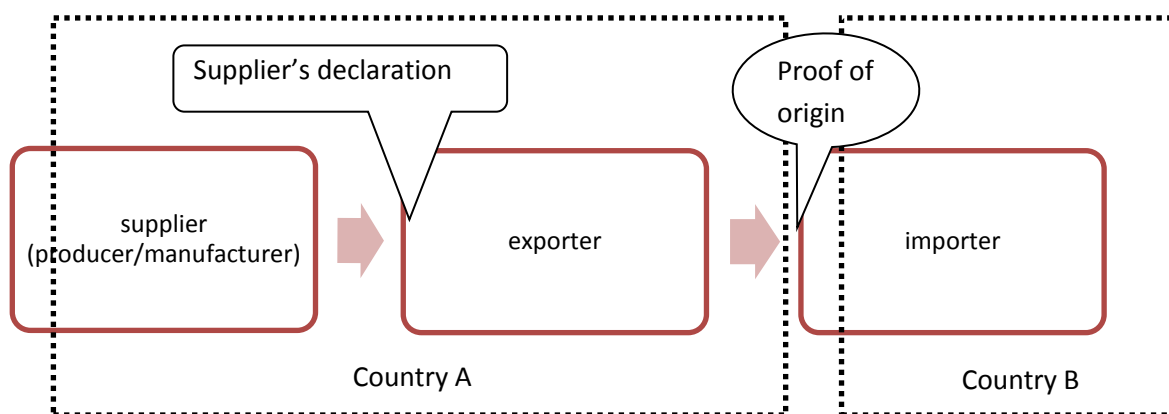 Supplier’s declaration
Proof of
origin
supplier
(producer/manufacturer)
exporter
importer
Country A
Country B